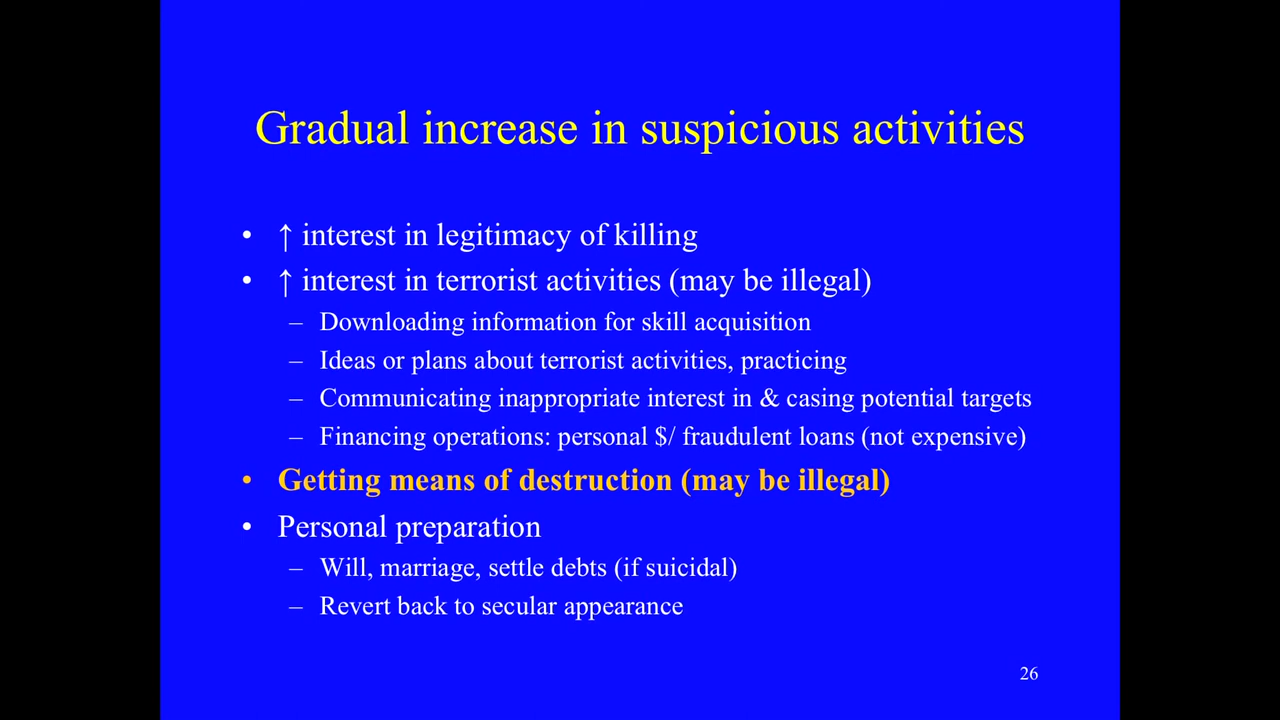 Gradual increase in suspicious activities
• ↑ interest in legitimacy of killing
• ↑ interest in terrorist activities (may be illegal)
– Downloading information for skill acquisition
– Ideas or plans about terrorist activities, practicing
– Communicating inappropriate interest in & casing potential targets
– Financing operations: personal $/ fraudulent loans (not expensive)
• Getting means of destruction (may be illegal)
• Personal preparation
– Will, marriage, settle debts (if suicidal)
– Revert back to secular appearance
26